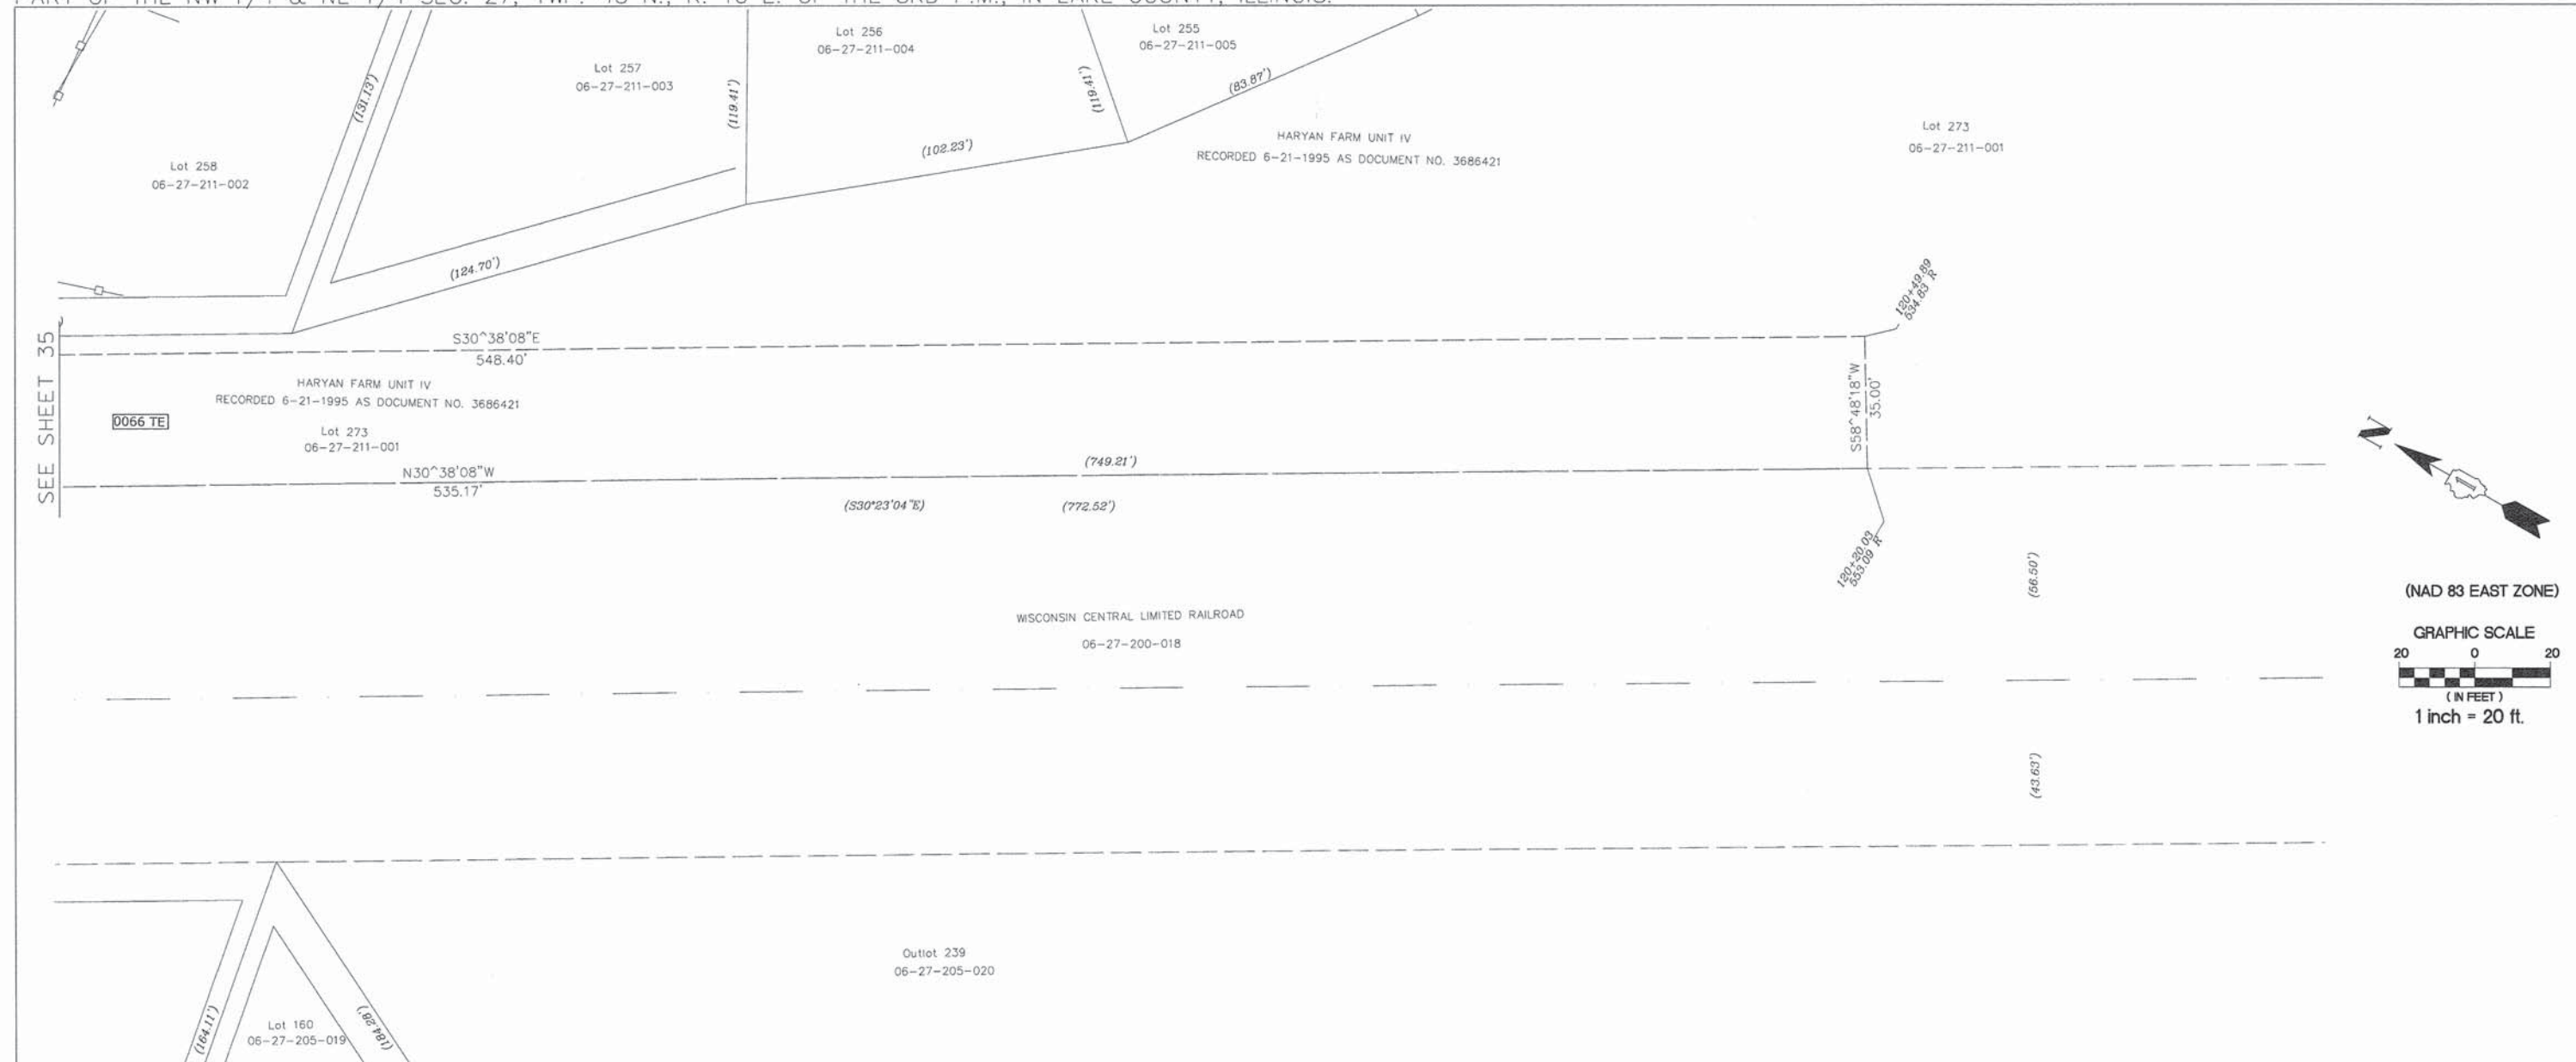 Lot 256
06-27-211-004
Lot 255
06-27-211-005
Lot 257
06-27-211-003
(131.13')
(119.41')
(119.41')
(83.87')
(102.23')
Lot 258
06-27-211-002
HARYAN FARM UNIT IV
RECORDED 6-21-1995 AS DOCUMENT NO. 3686421
Lot 273
06-27-211-001
(124.70')
120+49.89
534.83 R
SEE SHEET 35
S30^38'08"E
548.40'
HARYAN FARM UNIT IV
RECORDED 6-21-1995 AS DOCUMENT NO. 3686421
0066 TE
Lot 273
06-27-211-001
S58^48'18"W
35.00'
N30^38'08"W
535.17'
(749.21')
(S30°23'04"E)
(772.52')
120+20.03
553.09 R
N
(56.50')
(NAD 83 EAST ZONE)
WISCONSIN CENTRAL LIMITED RAILROAD
06-27-200-018
GRAPHIC SCALE
20 0 20
( IN FEET )
1 inch = 20 ft.
(43.63')
Outlot 239
06-27-205-020
(164.11')
Lot 160
06-27-205-019
(184.28')